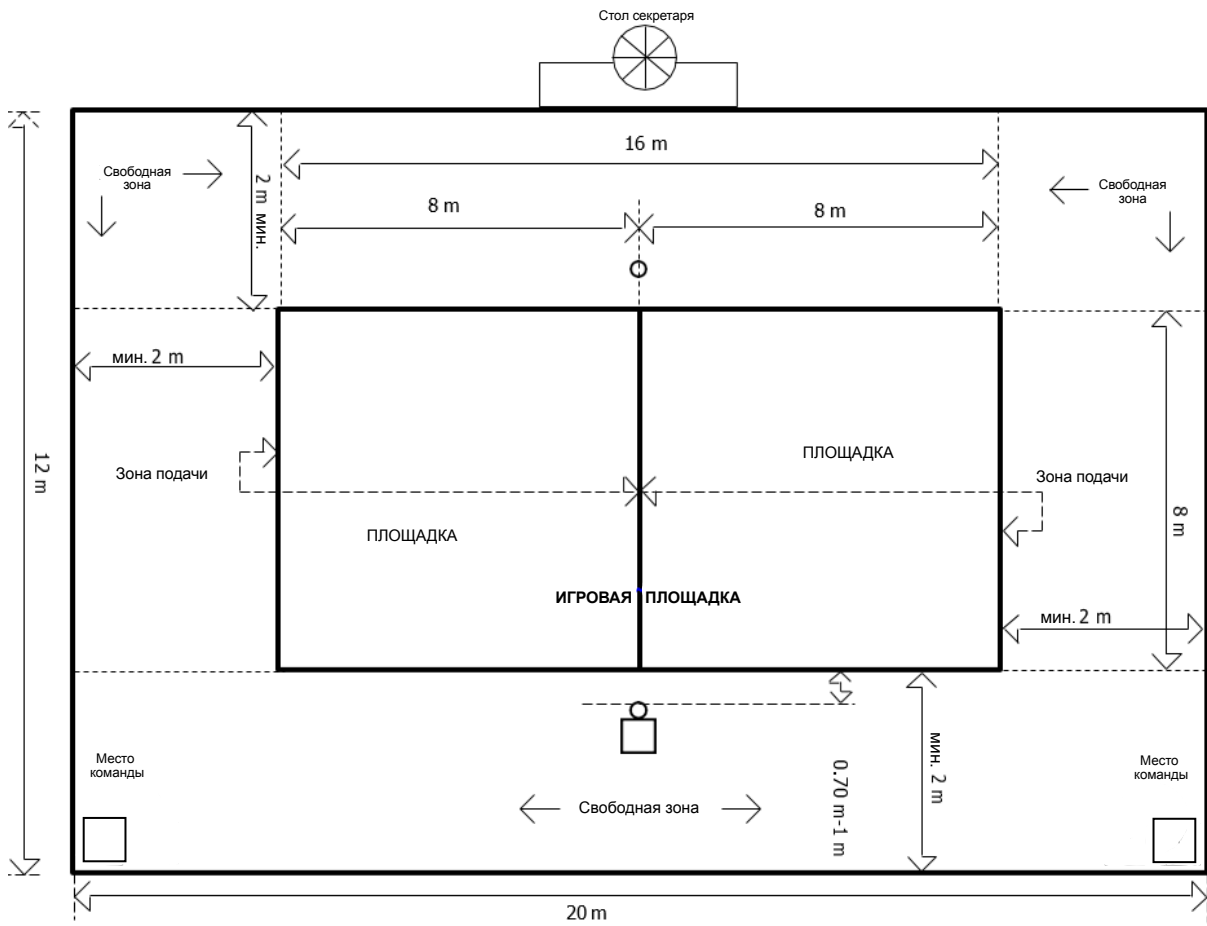 Стол секретаря
16 m
Свободная
зона
2 m мин.
8 m
8 m
Свободная
зона
мин. 2 m
12 m
Зона подачи
ПЛОЩАДКА
Зона подачи
8 m
ПЛОЩАДКА
ИГРОВАЯ ПЛОЩАДКА
мин. 2 m
Место
команды
Свободная зона
0.70 m-1 m
мин. 2 m
Место
команды
20 m